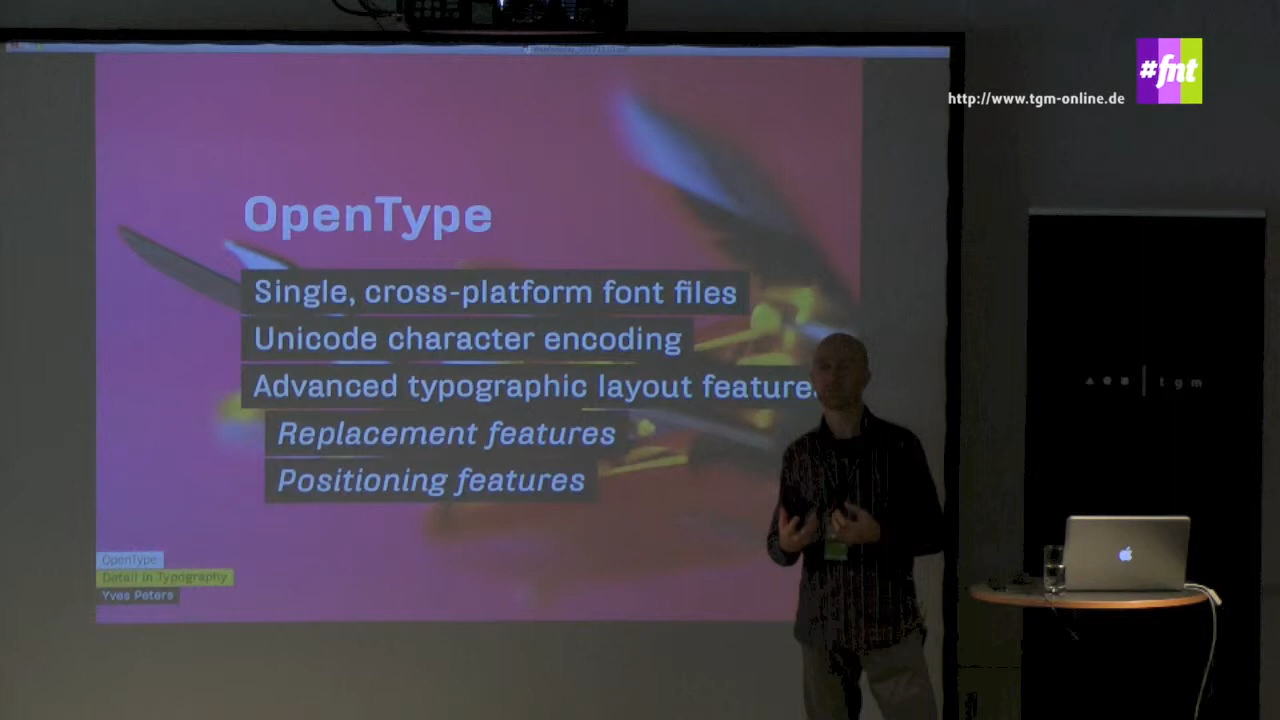 #fnt
http://www.tgm-online.de
OpenType
Single, cross-platform font files
Unicode character encoding
Advanced typographic layout feature
Replacement features
Positioning features
tgm
OpenType
Detail in Typography
Yves Peters